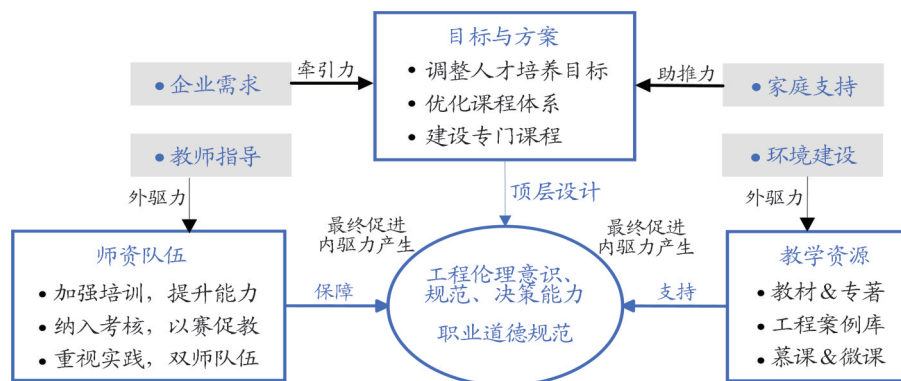 目标与方案
• 调整人才培养目标
• 优化课程体系
• 建设专门课程
• 企业需求
牵引力
助推力
• 家庭支持
• 教师指导
• 环境建设
外驱力
顶层设计
外驱力
最终促进
内驱力产生
最终促进
内驱力产生
师资队伍
• 加强培训，提升能力
• 纳入考核，以赛促教
• 重视实践，双师队伍
保障
工程伦理意识、
规范、决策能力
职业道德规范
支持
教学资源
• 教材&专著
• 工程案例库
• 慕课&微课